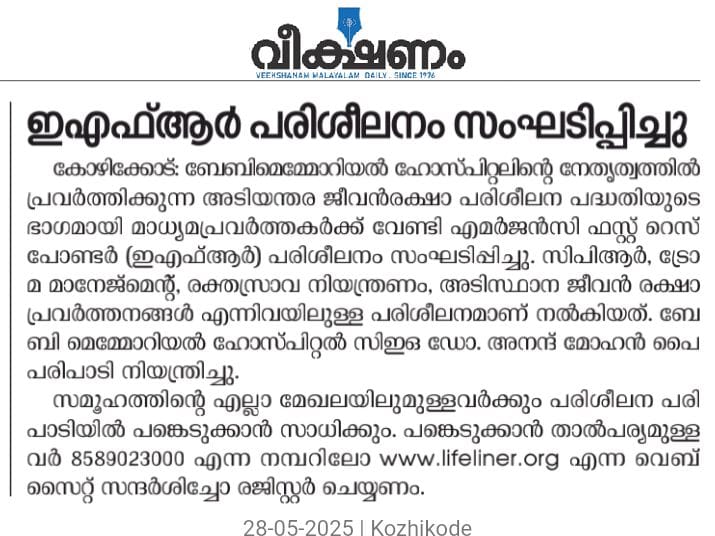 വീക്ഷണം
VEEKSHANAM MALAYALAM DAILY. SINCE 1976
ഇഎഫ്ആർ പരിശീലനം സംഘടിപ്പിച്ചു
കോഴിക്കോട്: ബേബിമെമ്മോറിയൽ ഹോസ്പിറ്റലിന്റെ നേതൃത്വത്തിൽ
പ്രവർത്തിക്കുന്ന അടിയന്തര ജീവൻരക്ഷാ പരിശീലന പദ്ധതിയുടെ
ഭാഗമായി മാധ്യമപ്രവർത്തകർക്ക് വേണ്ടി എമർജൻസി ഫസ്റ്റ് റെസ്
പോണ്ടർ (ഇഎഫ്ആർ) പരിശീലനം സംഘടിപ്പിച്ചു. സിപിആർ, ട്രോ
മ മാനേജ്മെന്റ്, രക്തസ്രാവ നിയന്ത്രണം, അടിസ്ഥാന ജീവൻ രക്ഷാ
പ്രവർത്തനങ്ങൾ എന്നിവയിലുള്ള പരിശീലനമാണ് നൽകിയത്. ബേ
ബി മെമ്മോറിയൽ ഹോസ്പിറ്റൽ സിഇഒ ഡോ. അനന്ദ് മോഹൻ പൈ
പരിപാടി നിയന്ത്രിച്ചു.
സമൂഹത്തിന്റെ എല്ലാ മേഖലയിലുമുള്ളവർക്കും പരിശീലന പരി
പാടിയിൽ പങ്കെടുക്കാൻ സാധിക്കും. പങ്കെടുക്കാൻ താൽപര്യമുള്ള
വർ 8589023000 എന്ന നമ്പറിലോ www.lifeliner.org എന്ന വെബ്
സൈറ്റ് സന്ദർശിച്ചോ രജിസ്റ്റർ ചെയ്യണം.
28-05-2025 | Kozhikode